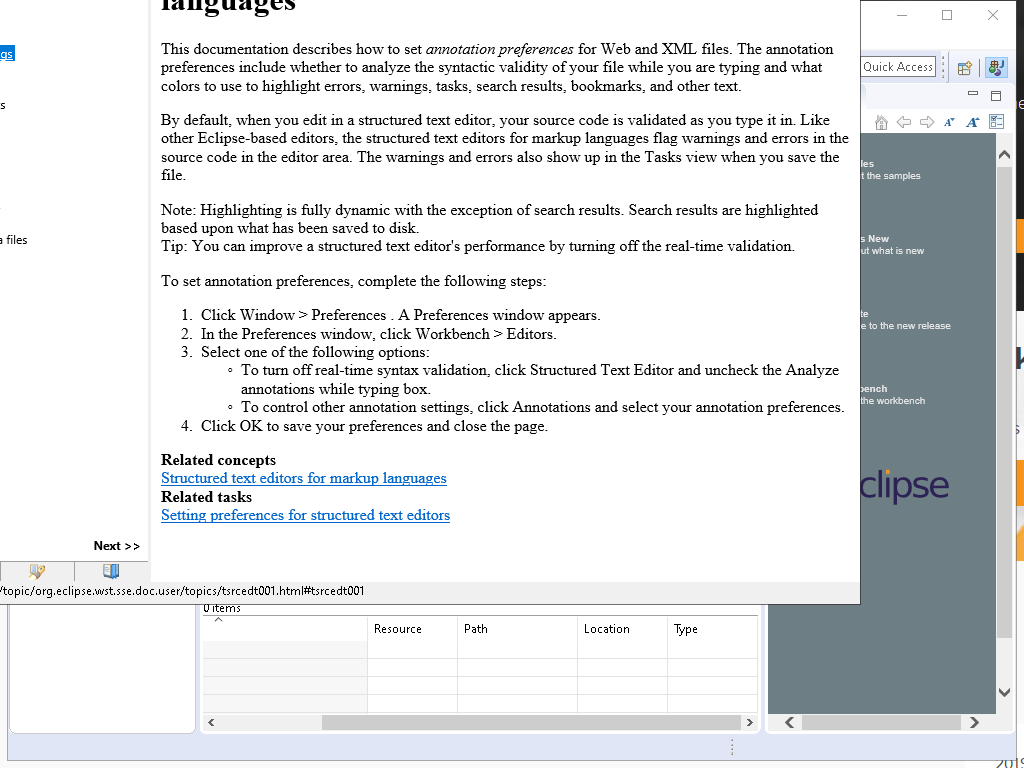 languages
gs
This documentation describes how to set annotation preferences for Web and XML files. The annotation
preferences include whether to analyze the syntactic validity of your file while you are typing and what
colors to use to highlight errors, warnings, tasks, search results, bookmarks, and other text.
s
By default, when you edit in a structured text editor, your source code is validated as you type it in. Like
other Eclipse-based editors, the structured text editors for markup languages flag warnings and errors in the
source code in the editor area. The warnings and errors also show up in the Tasks view when you save the
file.
Note: Highlighting is fully dynamic with the exception of search results. Search results are highlighted
based upon what has been saved to disk.
a files
Tip: You can improve a structured text editor's performance by turning off the real-time validation.
To set annotation preferences, complete the following steps:
1. Click Window > Preferences . A Preferences window appears.
2. In the Preferences window, click Workbench > Editors.
3. Select one of the following options:
◦ To turn off real-time syntax validation, click Structured Text Editor and uncheck the Analyze
annotations while typing box.
◦ To control other annotation settings, click Annotations and select your annotation preferences.
4. Click OK to save your preferences and close the page.
Related concepts
Structured text editors for markup languages
Related tasks
Setting preferences for structured text editors
Next >>
/topic/org.eclipse.wst.sse.doc.user/topics/tsrcedt001.html#tsrcedt001
Quick Access
les
t the samples
s New
ut what is new
te
e to the new release
bench
the workbench
clipse
0 items
Resource
Path
Location
Type
2019